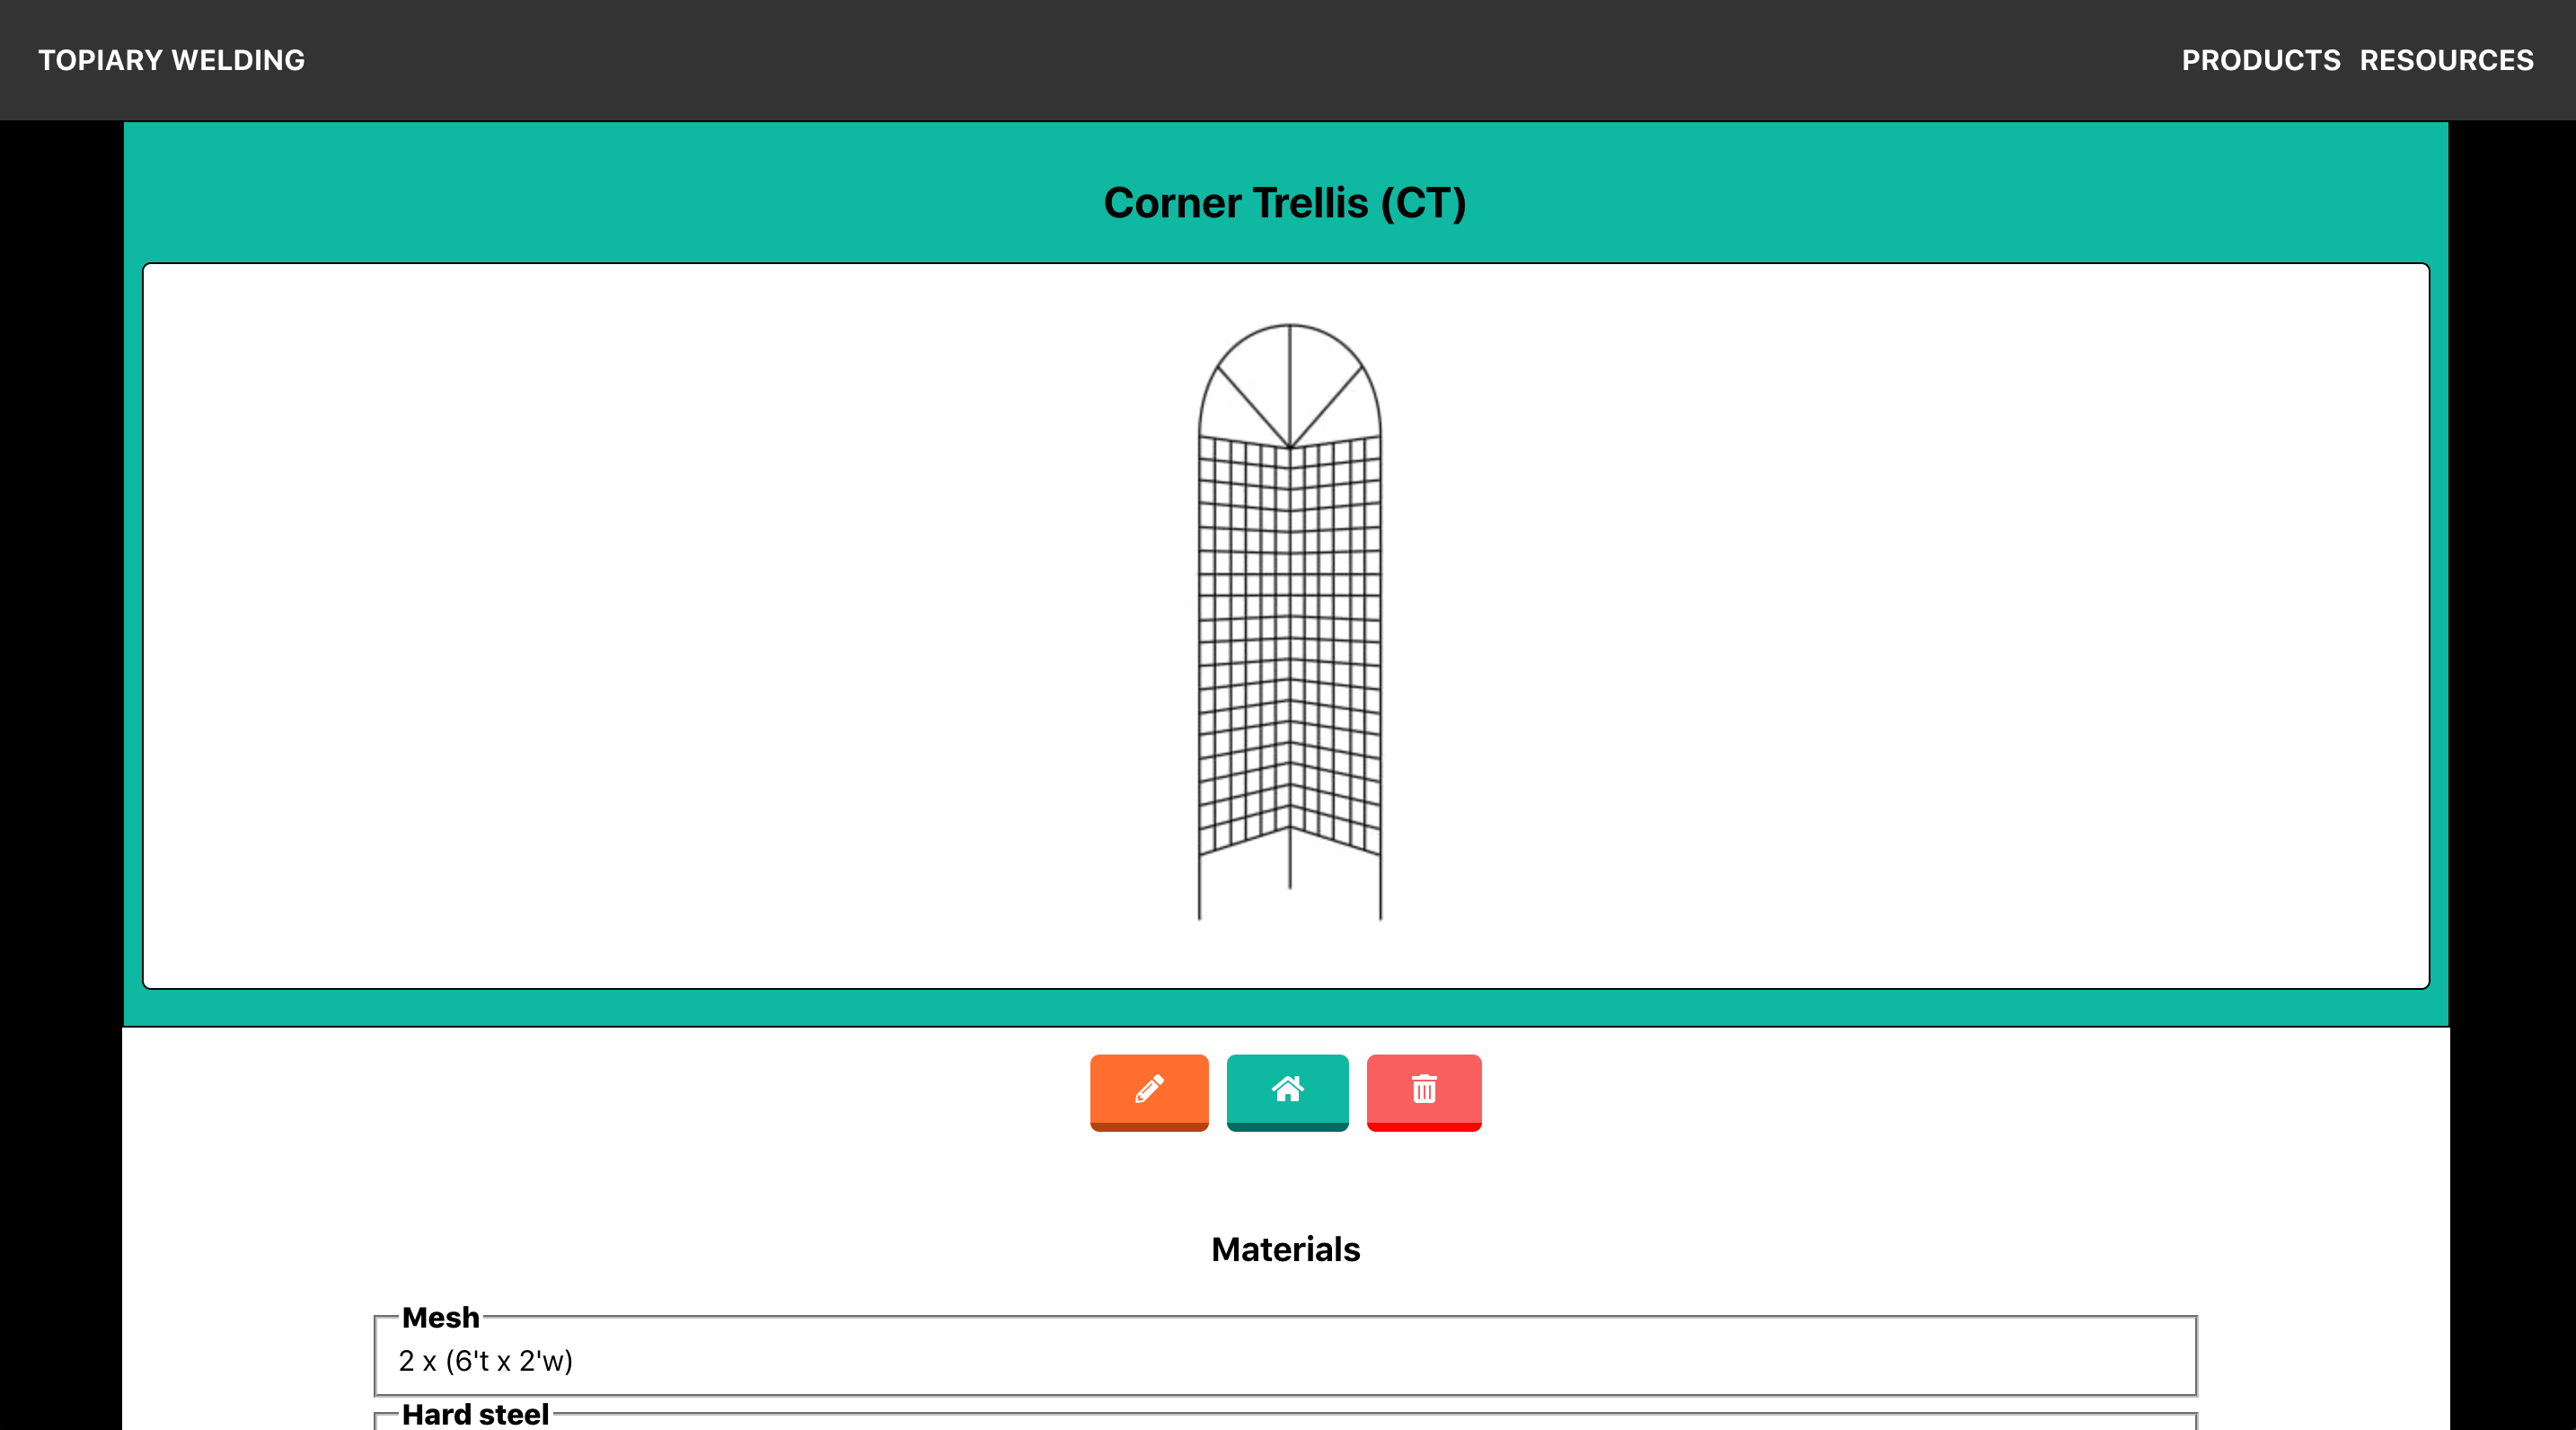 TOPIARY WELDING
PRODUCTS RESOURCES
Corner Trellis (CT)
Materials
Mesh
2 x (6't x 2'w)
Hard steel